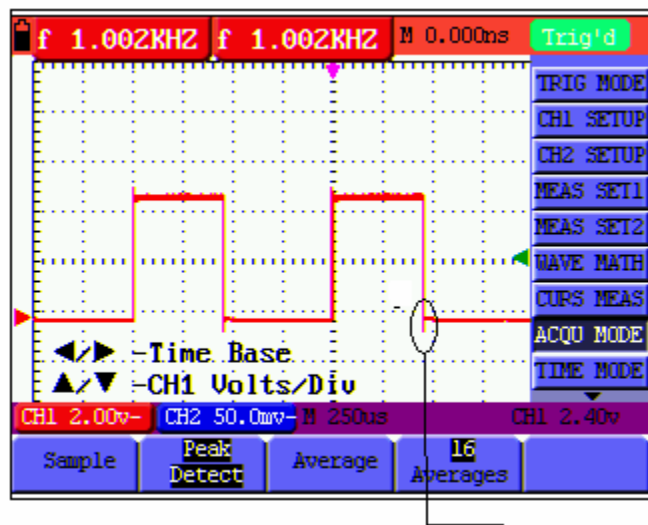 f 1.002KHZ f 1.002KHZ M 0.000ns Trig'd
TRIG MODE
CH1 SETUP
CH2 SETUP
MEAS SET1
MEAS SET2
WAVE MATH
CURS MEAS
ACQU MODE
TIME MODE
◀/▶ -Time Base
▲/▼ -CH1 Volts/Div
CH1 2.00v- CH2 50.0mv- M 250us CH1 2.40v
Sample Peak Detect Average 16 Averages